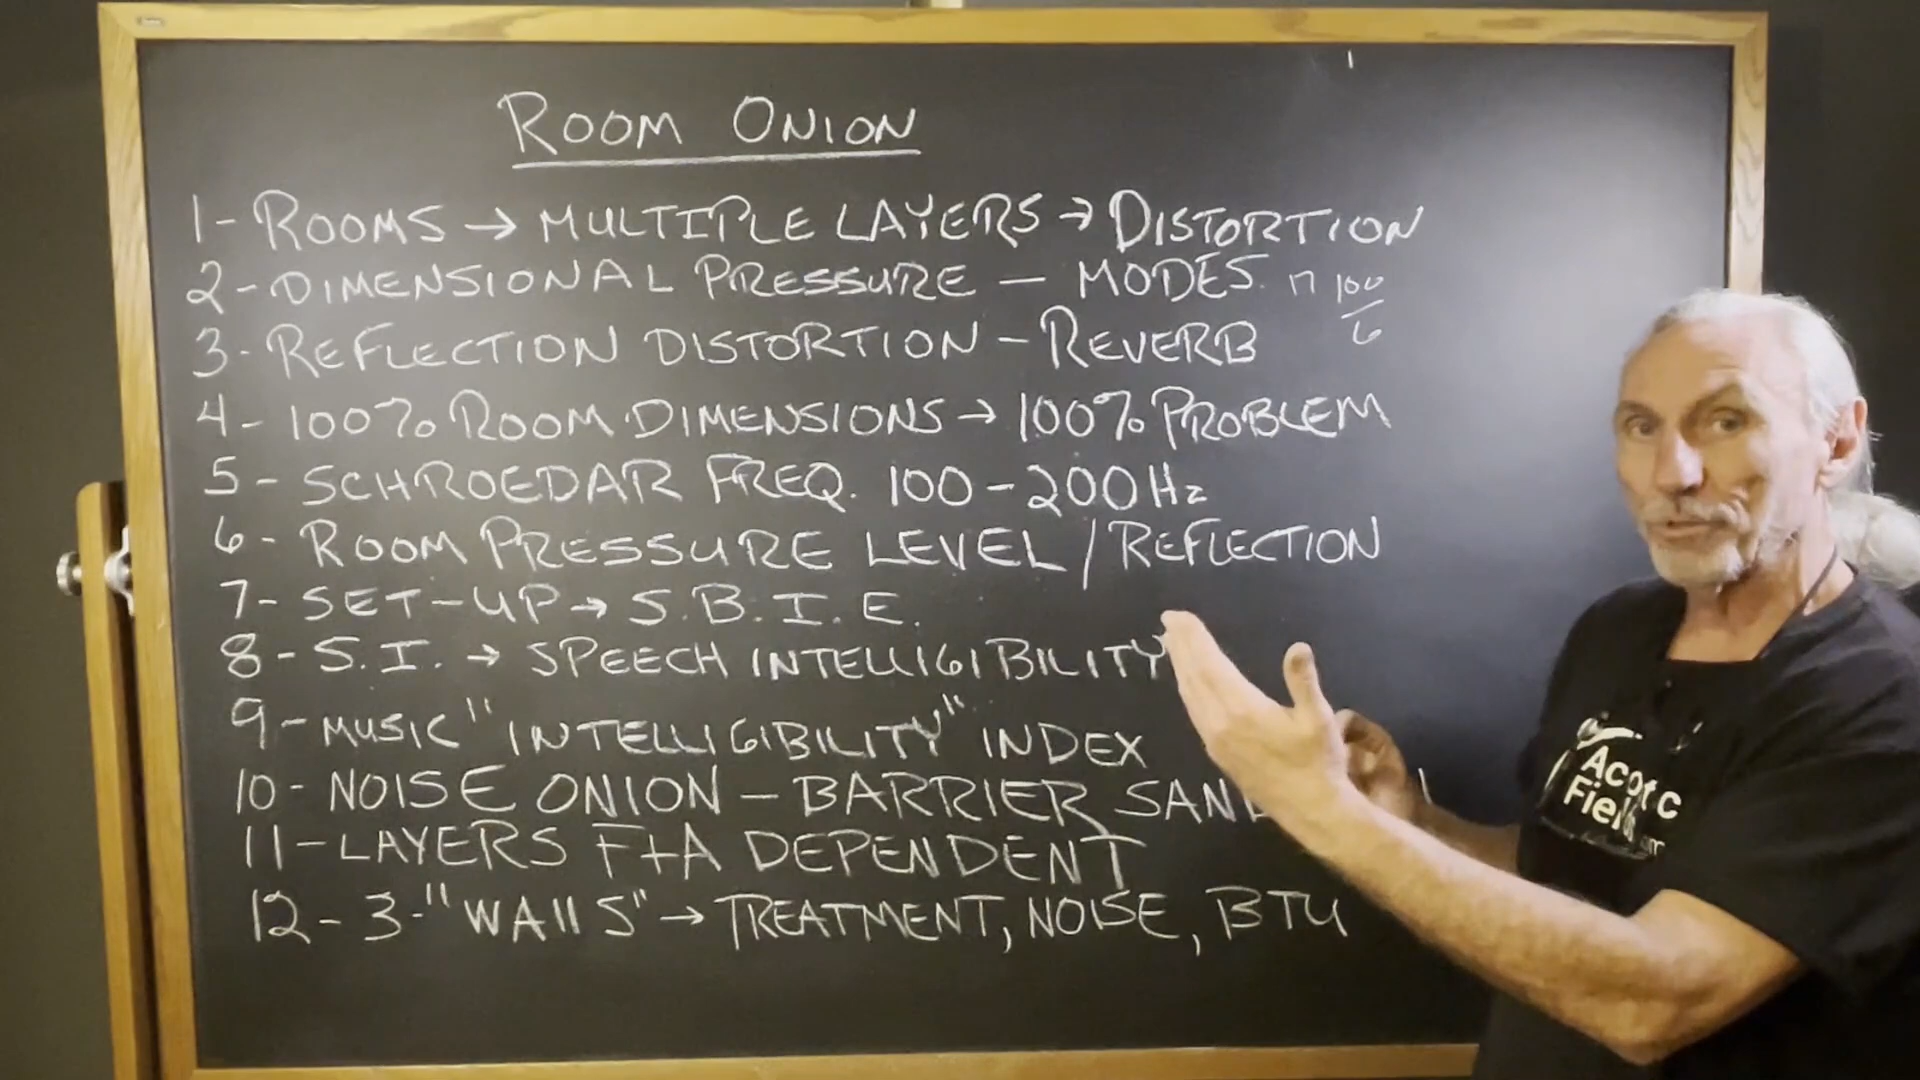 ROOM ONION
1- ROOMS → MULTIPLE LAYERS → DISTORTION
2- DIMENSIONAL PRESSURE - MODES. 17 100/6
3- REFLECTION DISTORTION - REVERB
4- 100% ROOM DIMENSIONS → 100% PROBLEM
5- SCHROEDAR FREQ. 100-200Hz
6- ROOM PRESSURE LEVEL / REFLECTION
7- SET-UP → S.B.I.E.
8- S.I. → SPEECH INTELLIGIBILITY
9- MUSIC "INTELLIGIBILITY" INDEX
10- NOISE ONION - BARRIER
11- LAYERS F+A DEPENDENT
12- 3-"WALLS" → TREATMENT, NOISE, BTU